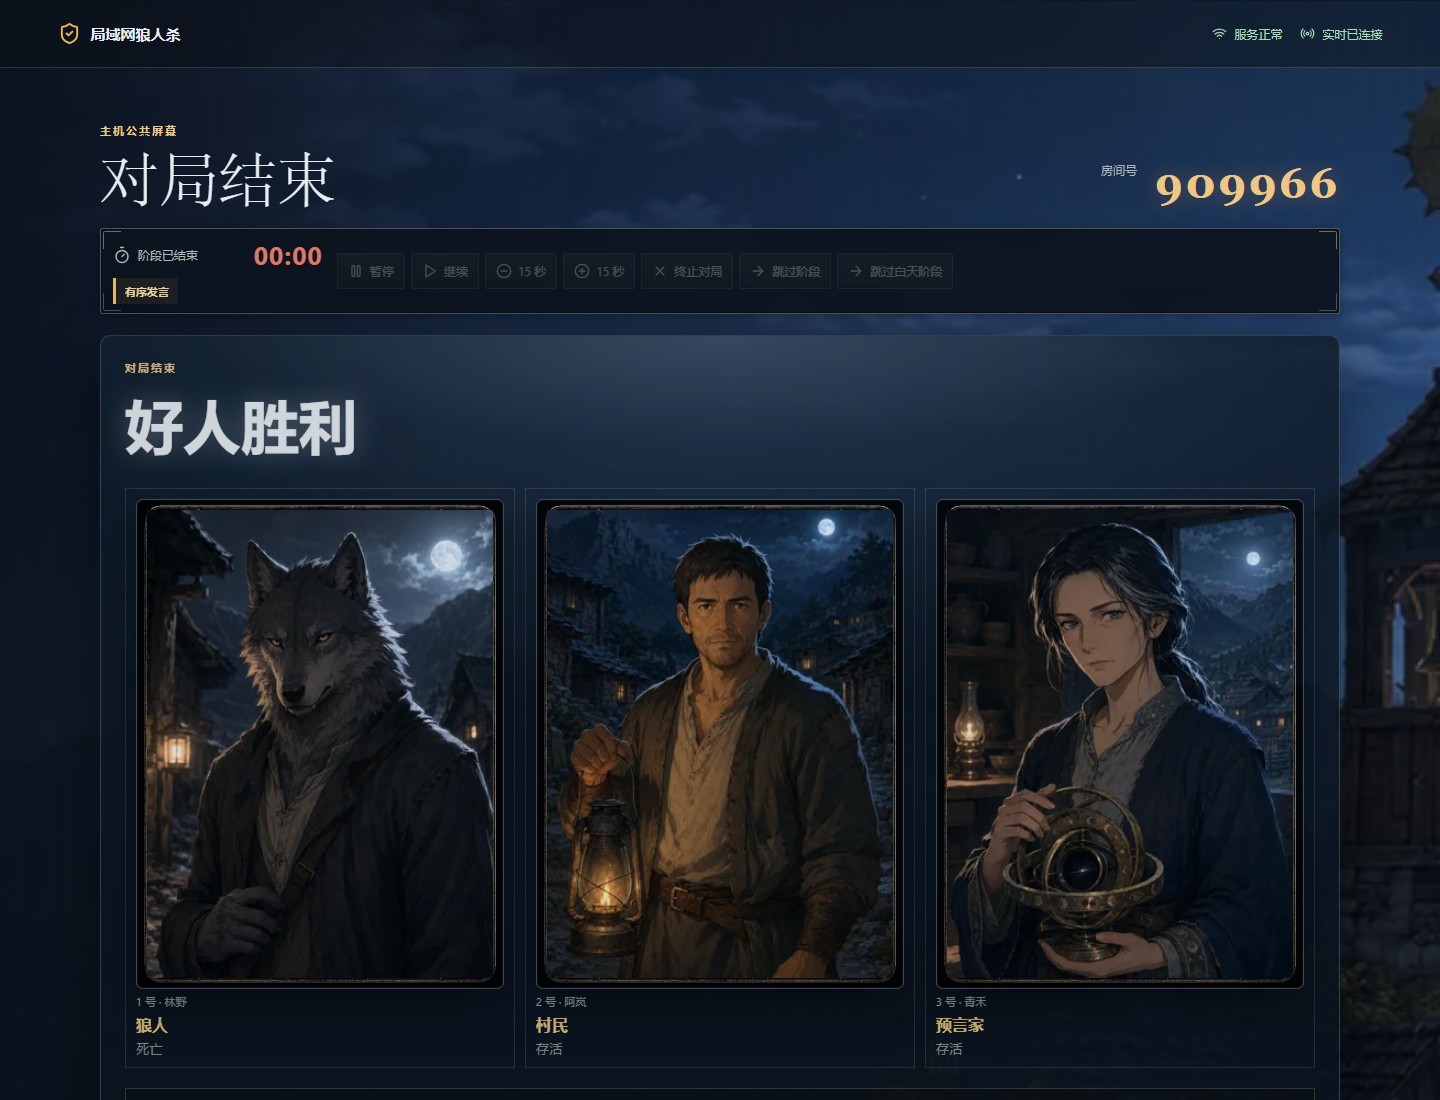 局域网狼人杀
服务正常 实时已连接
主机公共屏幕
对局结束
房间号 909966
阶段已结束 00:00 暂停 继续 15 秒 15 秒 终止对局 跳过阶段 跳过白天阶段
有序发言
对局结束
好人胜利
1 号 · 林野
狼人
死亡
2 号 · 阿岚
村民
存活
3 号 · 青禾
预言家
存活